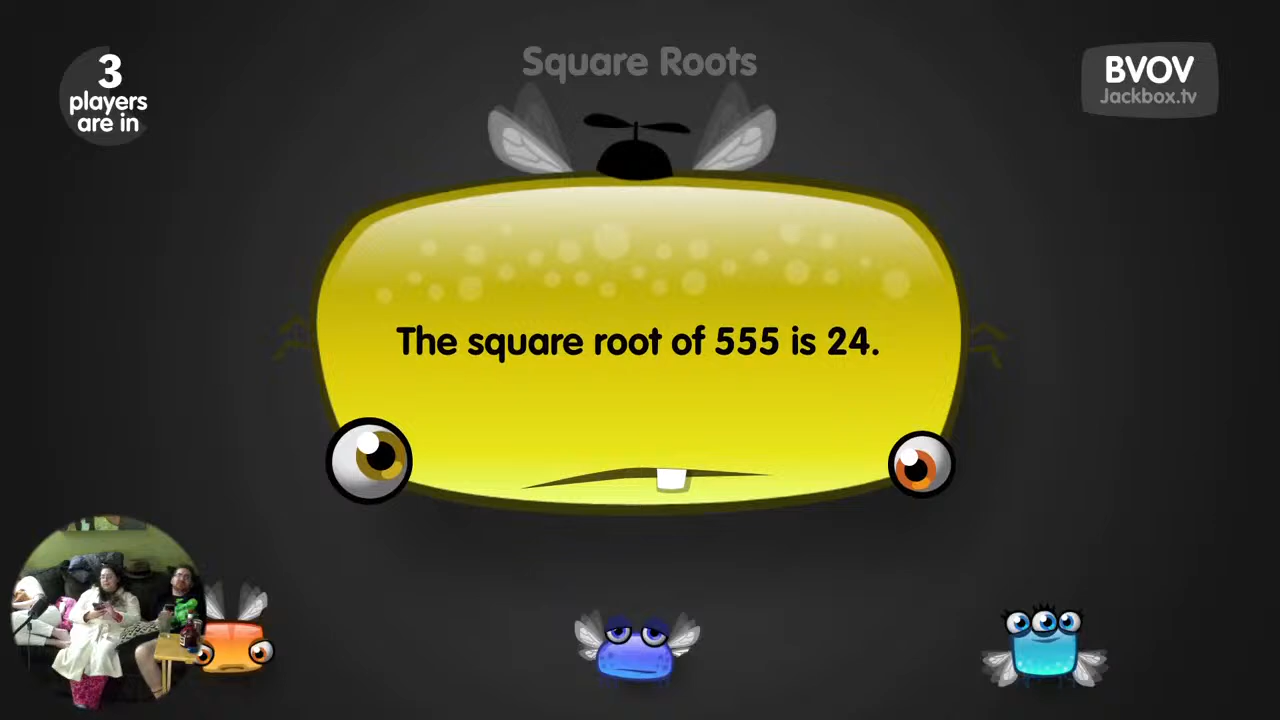 Square Roots
3
players
are in
BVOV
Jackbox.tv
The square root of 555 is 24.